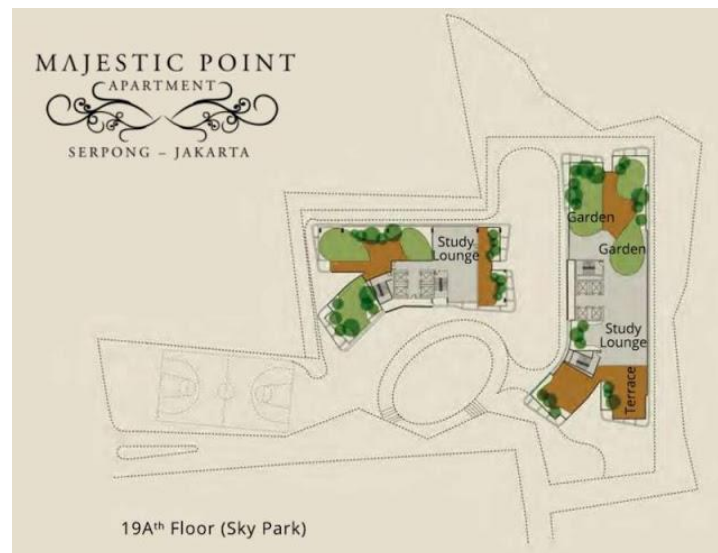 MAJESTIC POINT
APARTMENT
SERPONG – JAKARTA
Garden
Garden
Study
Lounge
Study
Lounge
Terrace
19Aᵗʰ Floor (Sky Park)